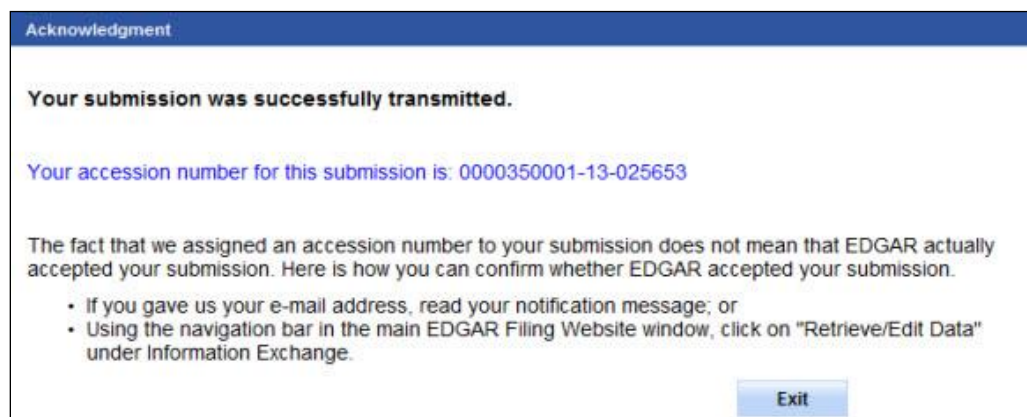 Acknowledgment
Your submission was successfully transmitted.
Your accession number for this submission is: 0000350001-13-025653
The fact that we assigned an accession number to your submission does not mean that EDGAR actually
accepted your submission. Here is how you can confirm whether EDGAR accepted your submission.
• If you gave us your e-mail address, read your notification message; or
• Using the navigation bar in the main EDGAR Filing Website window, click on "Retrieve/Edit Data"
under Information Exchange.
Exit